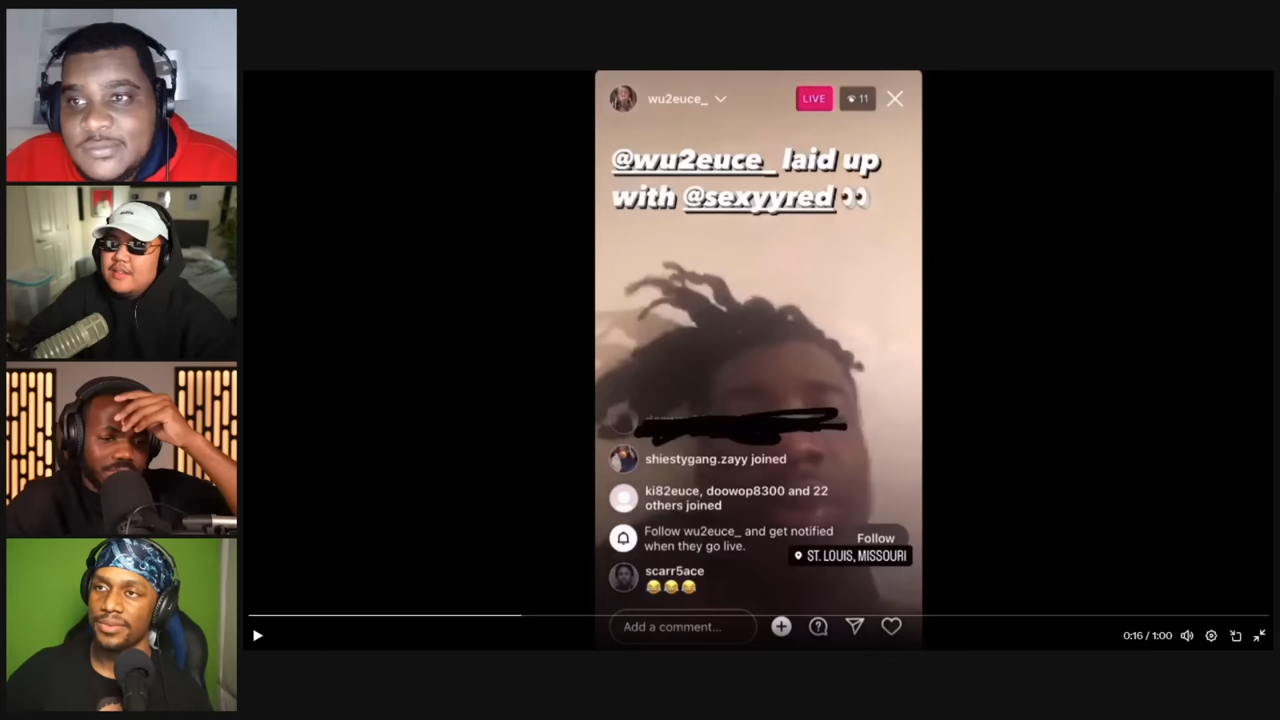 wu2euce_
LIVE
11
@wu2euce_ laid up
with @sexyyred 👀
shiestygang.zayy joined
ki82euce, doowop8300 and 22
others joined
Follow wu2euce_ and get notified
when they go live.
Follow
ST. LOUIS, MISSOURI
scarr5ace
😂😂😂
Add a comment...
0:16 / 1:00